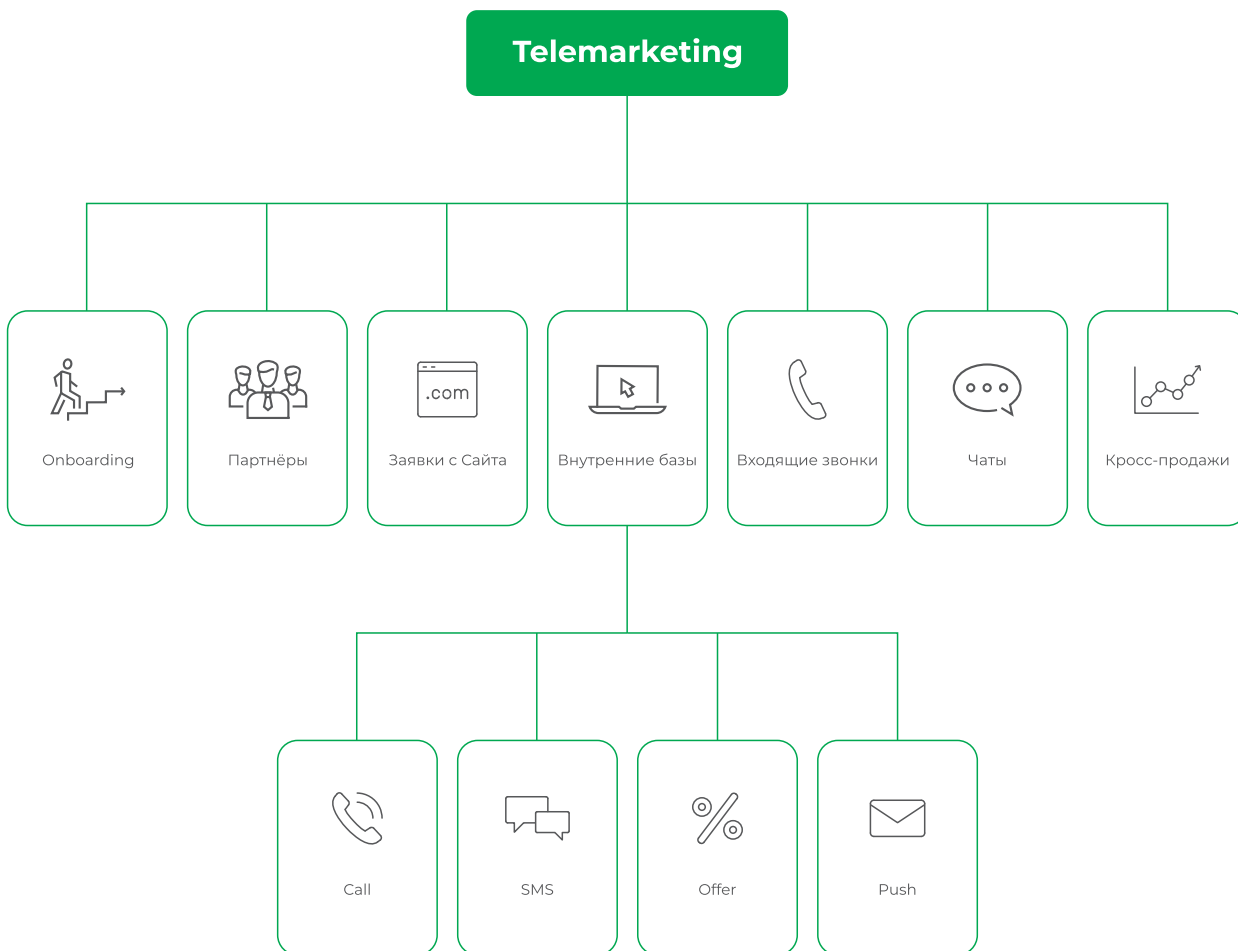 Telemarketing
.com
Onboarding
Партнёры
Заявки с Сайта
Внутренние базы
Входящие звонки
Чаты
Кросс-продажи
Call
SMS
Offer
Push